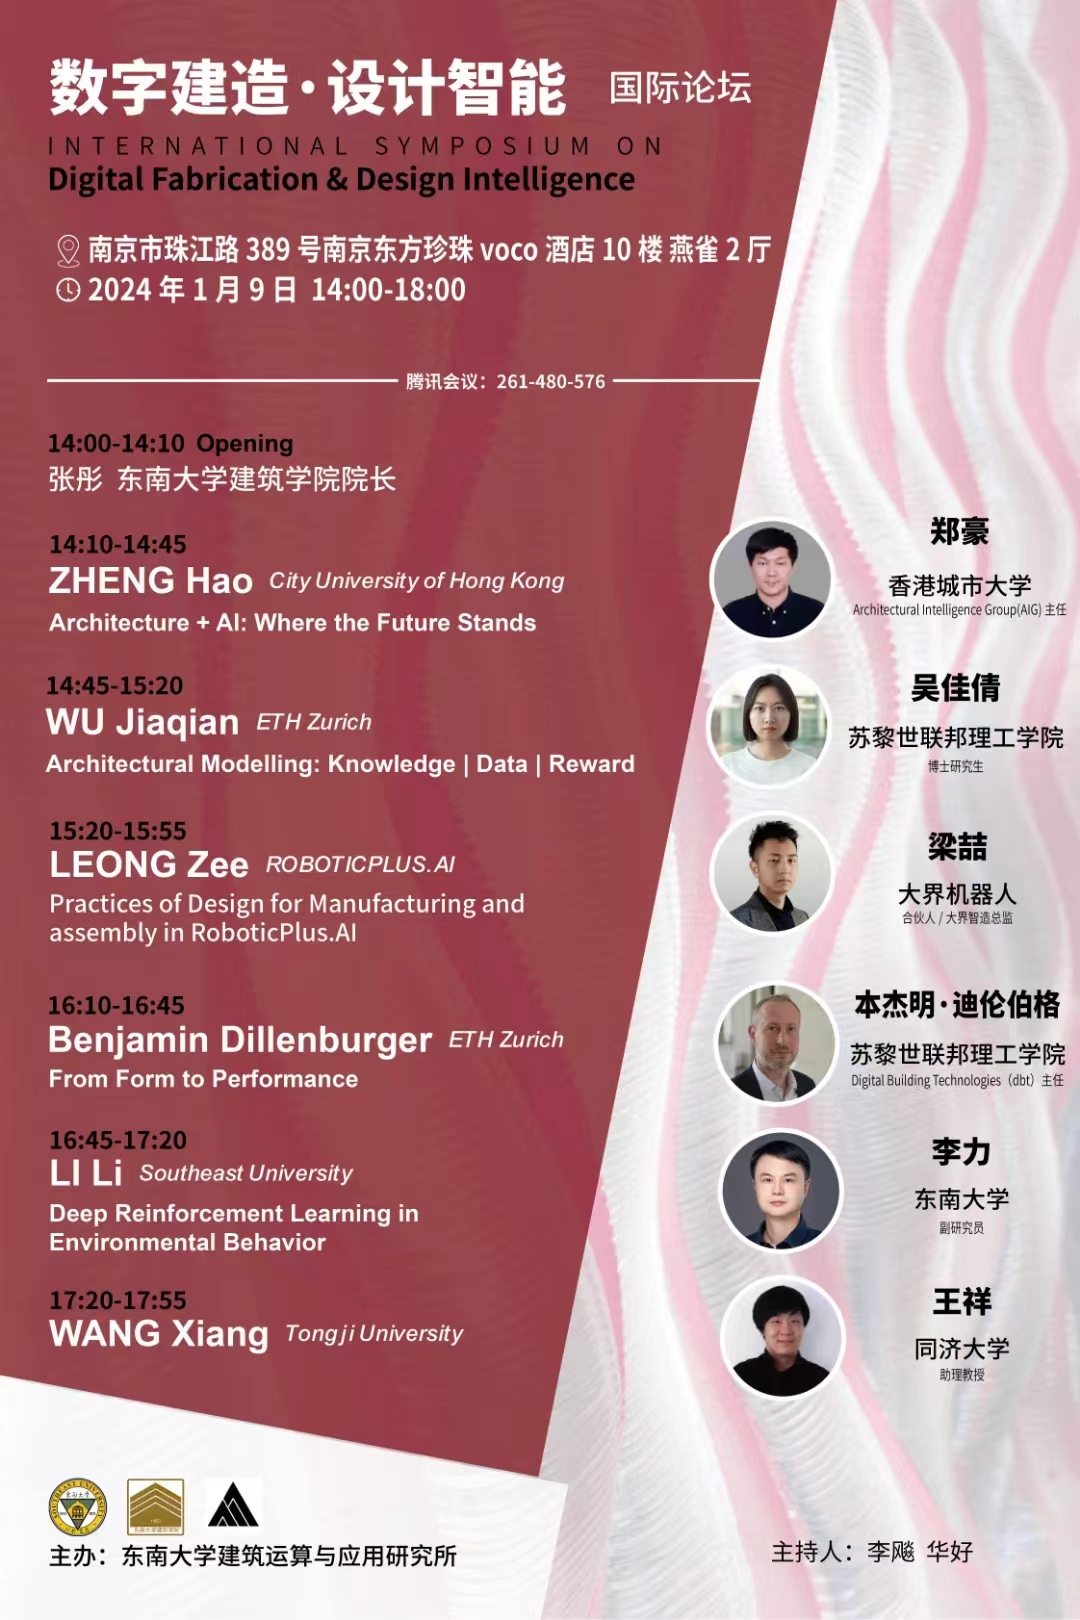 数字建造·设计智能 国际论坛
INTERNATIONAL SYMPOSIUM ON
Digital Fabrication & Design Intelligence
南京市珠江路 389 号南京东方珍珠 voco 酒店 10 楼 燕雀 2 厅
2024 年 1 月 9 日 14:00-18:00
腾讯会议：261-480-576
14:00-14:10 Opening
张彤 东南大学建筑学院院长
14:10-14:45
ZHENG Hao City University of Hong Kong
Architecture + AI: Where the Future Stands
郑豪
香港城市大学
Architectural Intelligence Group(AIG) 主任
14:45-15:20
WU Jiaqian ETH Zurich
Architectural Modelling: Knowledge | Data | Reward
吴佳倩
苏黎世联邦理工学院
博士研究生
15:20-15:55
LEONG Zee ROBOTICPLUS.AI
Practices of Design for Manufacturing and
assembly in RoboticPlus.AI
梁喆
大界机器人
合伙人 / 大界智造总监
16:10-16:45
Benjamin Dillenburger ETH Zurich
From Form to Performance
本杰明·迪伦伯格
苏黎世联邦理工学院
Digital Building Technologies（dbt）主任
16:45-17:20
LI Li Southeast University
Deep Reinforcement Learning in
Environmental Behavior
李力
东南大学
副研究员
17:20-17:55
WANG Xiang Tongji University
王祥
同济大学
助理教授
主办：东南大学建筑运算与应用研究所
主持人：李飚 华好